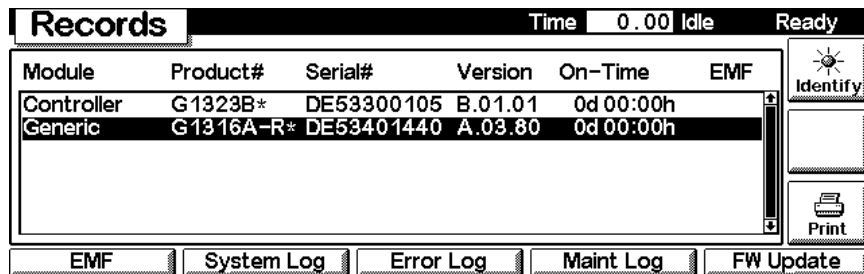 Records Time 0.00 Idle Ready
Module Product# Serial# Version On-Time EMF
Controller G1323B* DE53300105 B.01.01 0d 00:00h
Generic G1316A-R* DE53401440 A.03.80 0d 00:00h
Identify
Print
EMF System Log Error Log Maint Log FW Update